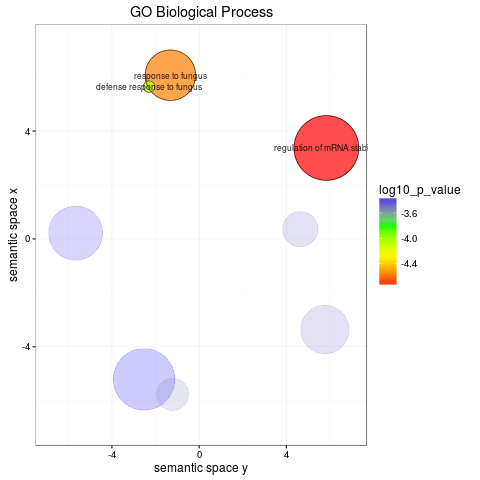 GO Biological Process
response to fungus
defense response to fungus
regulation of mRNA stabi
4
0
-4
-4
0
4
semantic space x
semantic space y
log10_p_value
-3.6
-4.0
-4.4